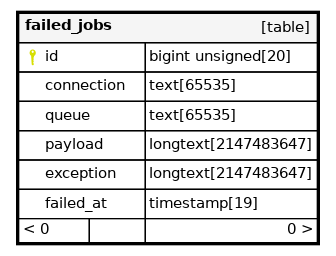 failed_jobs [table]
id bigint unsigned[20]
connection text[65535]
queue text[65535]
payload longtext[2147483647]
exception longtext[2147483647]
failed_at timestamp[19]
< 0 0 >